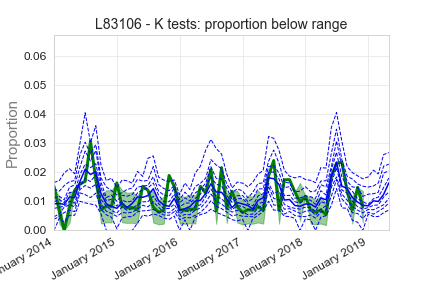 L83106 - K tests: proportion below range
Proportion
0.06
0.05
0.04
0.03
0.02
0.01
0.00
nuary 2014
January 2015
January 2016
January 2017
January 2018
January 2019